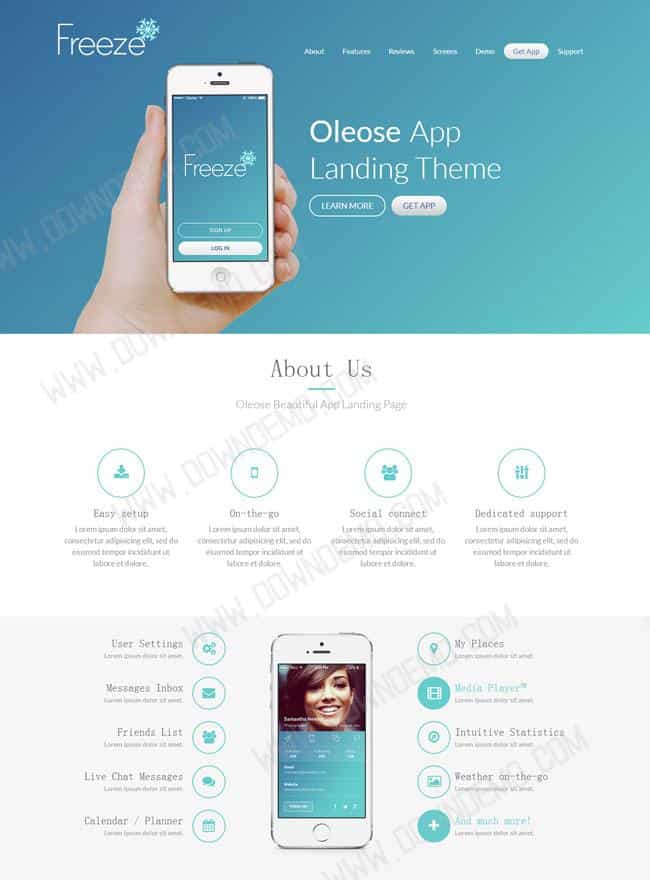 Freeze
About Features Reviews Screens Demo Get App Support
Freeze
SIGN UP
LOG IN
Oleose App
Landing Theme
LEARN MORE GET APP
About Us
Oleose Beautiful App Landing Page
Easy setup
Lorem ipsum dolor sit amet,
consectetur adipisicing elit, sed do
eiusmod tempor incididunt ut
labore et dolore.
On-the-go
Lorem ipsum dolor sit amet,
consectetur adipisicing elit, sed do
eiusmod tempor incididunt ut
labore et dolore.
Social connect
Lorem ipsum dolor sit amet,
consectetur adipisicing elit, sed do
eiusmod tempor incididunt ut
labore et dolore.
Dedicated support
Lorem ipsum dolor sit amet,
consectetur adipisicing elit, sed do
eiusmod tempor incididunt ut
labore et dolore.
User Settings
Lorem ipsum dolor sit amet.
Messages Inbox
Lorem ipsum dolor sit amet.
Friends List
Lorem ipsum dolor sit amet.
Live Chat Messages
Lorem ipsum dolor sit amet.
Calendar / Planner
Lorem ipsum dolor sit amet.
Samantha
Email
Website
My Places
Lorem ipsum dolor sit amet.
Media Player™
Lorem ipsum dolor sit amet.
Intuitive Statistics
Lorem ipsum dolor sit amet.
Weather on-the-go
Lorem ipsum dolor sit amet.
And much more!
Lorem ipsum dolor sit amet.
WWW.DOWNDEMO.COM